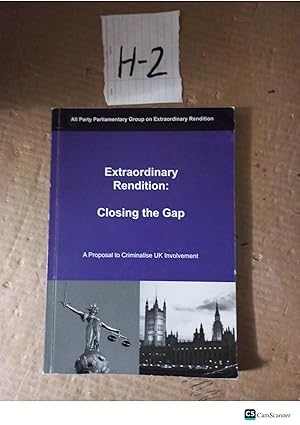 H-2
All Party Parliamentary Group on Extraordinary Rendition
Extraordinary
Rendition:
Closing the Gap
A Proposal to Criminalise UK Involvement
CS CamScanner